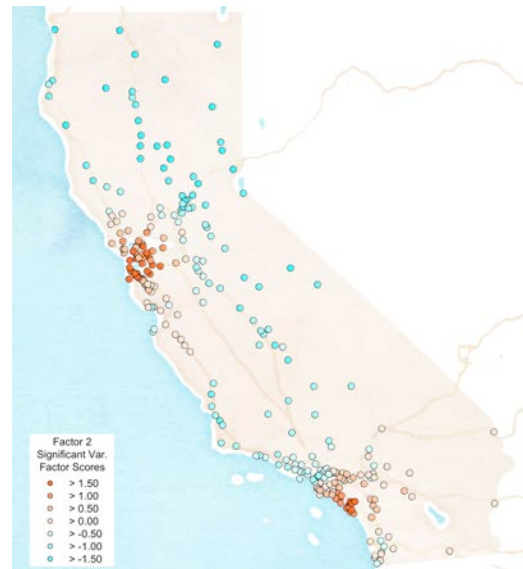 Factor 2
Significant Var.
Factor Scores
> 1.50
> 1.00
> 0.50
> 0.00
> -0.50
> -1.00
> -1.50